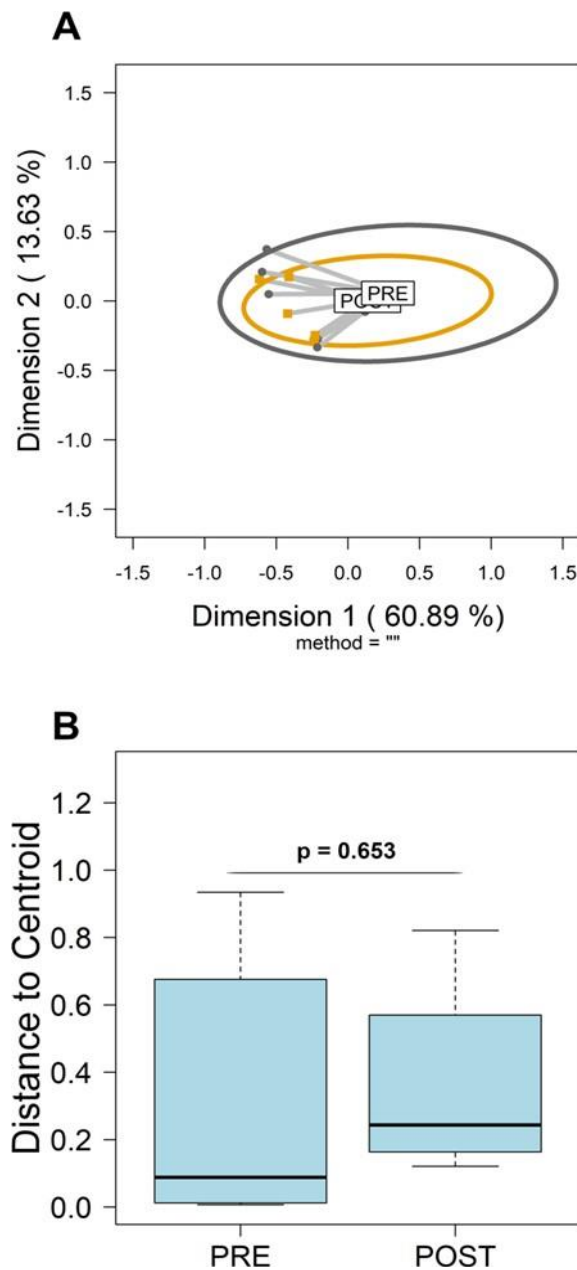 A
Dimension 2 ( 13.63 %)
1.5
1.0
0.5
0.0
-0.5
-1.0
-1.5
PRE
POST
-1.5 -1.0 -0.5 0.0 0.5 1.0 1.5
Dimension 1 ( 60.89 %)
method = ""
B
Distance to Centroid
1.2
1.0
0.8
0.6
0.4
0.2
0.0
p = 0.653
PRE POST